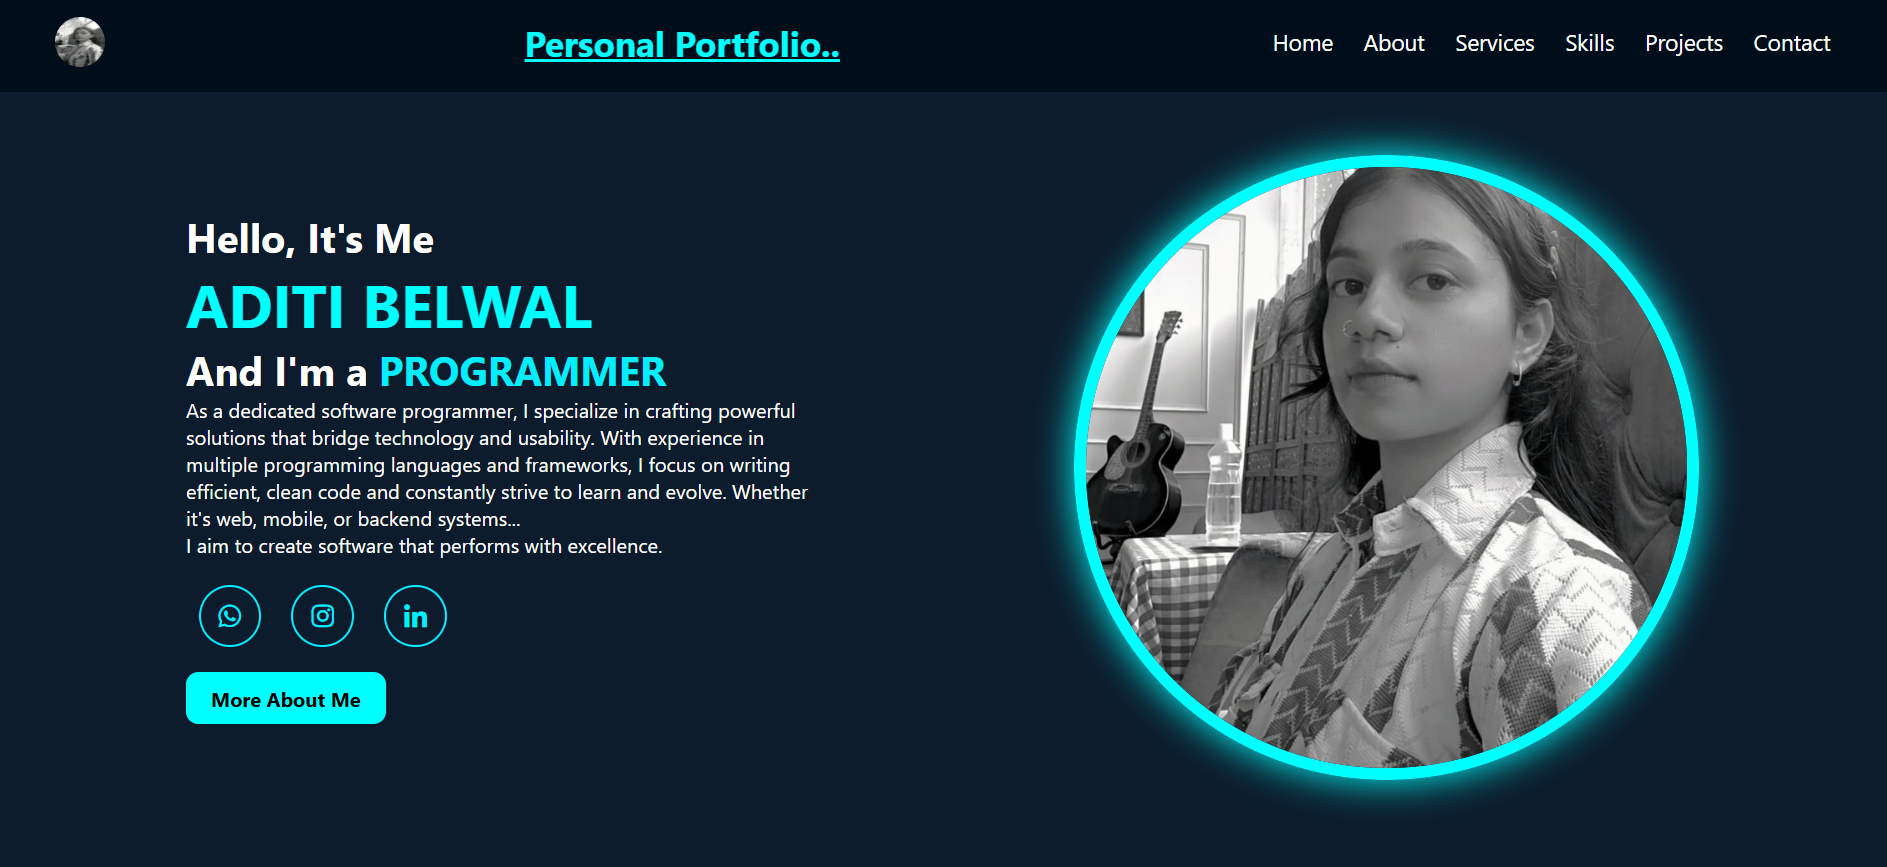 Personal Portfolio..
Home About Services Skills Projects Contact
Hello, It's Me
ADITI BELWAL
And I'm a PROGRAMMER
As a dedicated software programmer, I specialize in crafting powerful
solutions that bridge technology and usability. With experience in
multiple programming languages and frameworks, I focus on writing
efficient, clean code and constantly strive to learn and evolve. Whether
it's web, mobile, or backend systems...
I aim to create software that performs with excellence.
in
More About Me